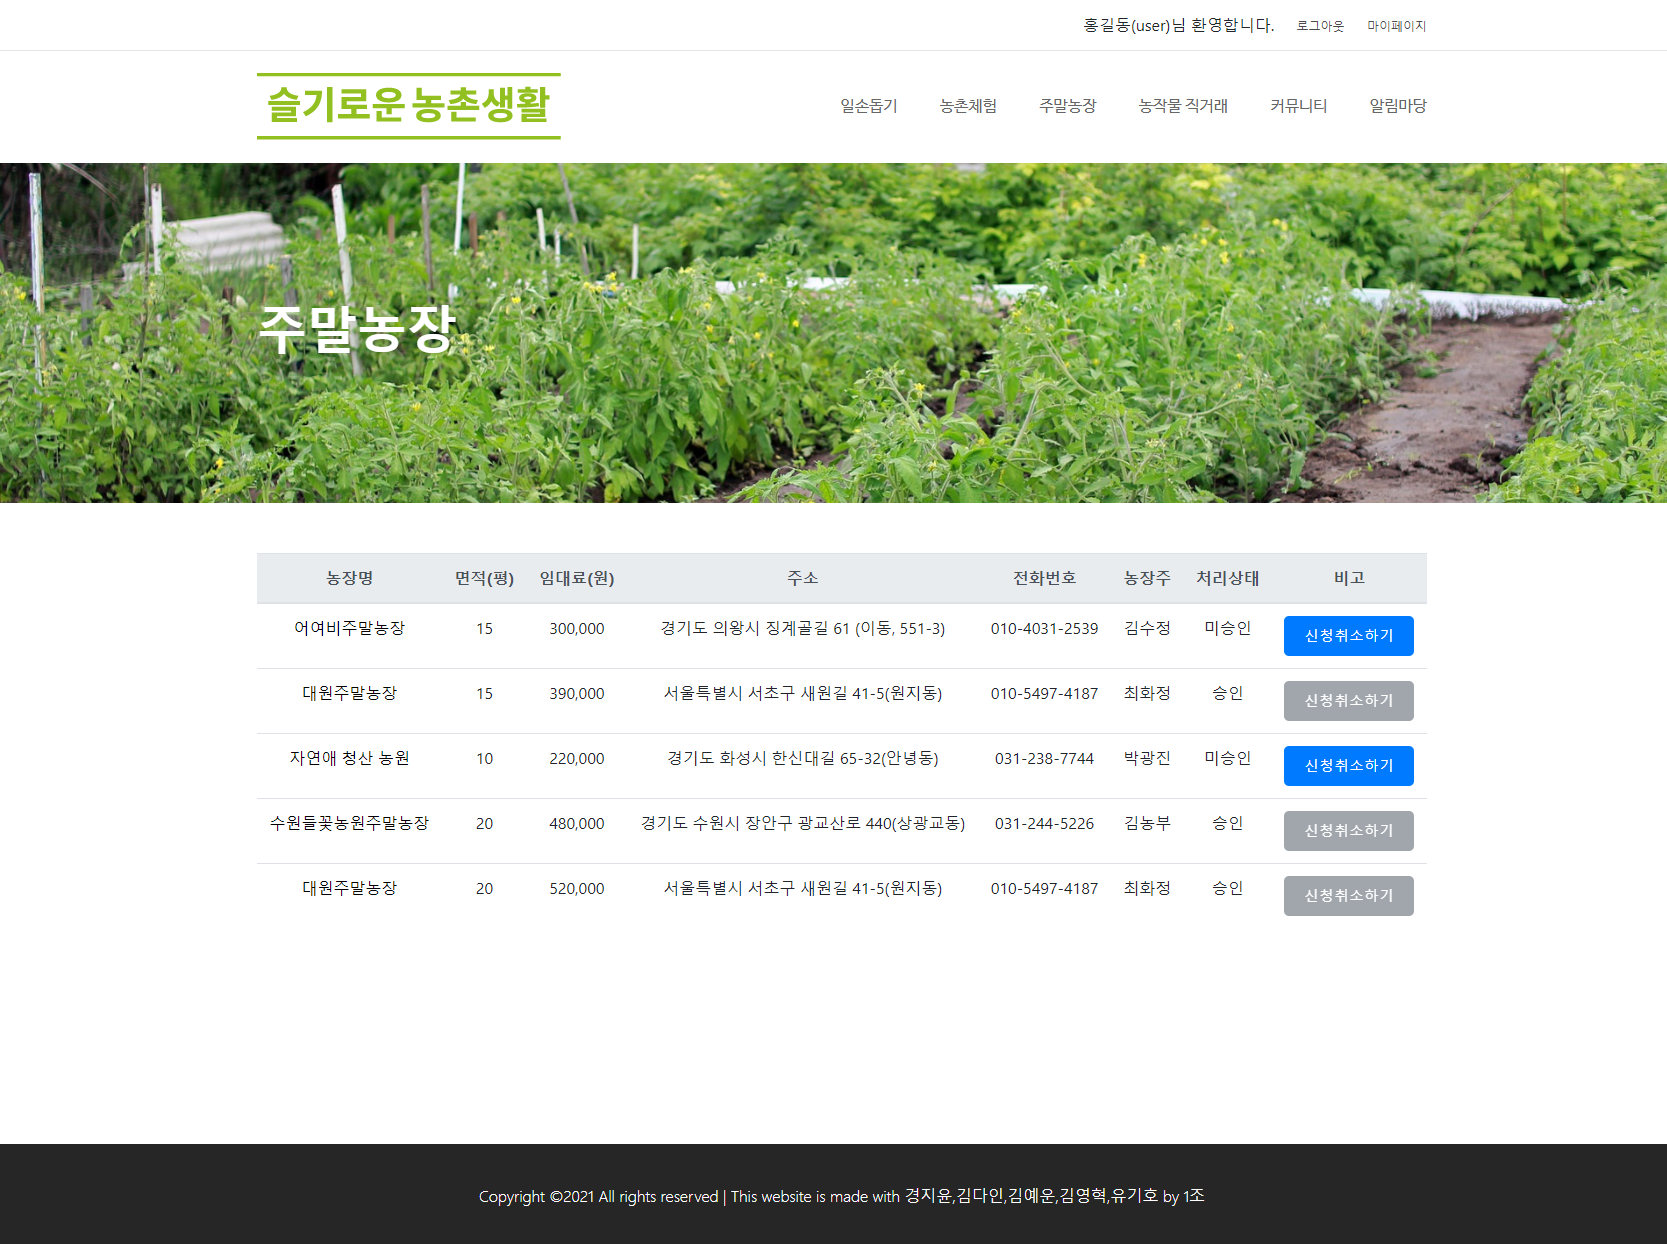 홍길동(user)님 환영합니다. 로그아웃 마이페이지
슬기로운 농촌생활
일손돕기 농촌체험 주말농장 농작물 직거래 커뮤니티 알림마당
주말농장
농장명 면적(평) 임대료(원) 주소 전화번호 농장주 처리상태 비고
어여비주말농장 15 300,000 경기도 의왕시 징계골길 61 (이동, 551-3) 010-4031-2539 김수정 미승인 신청취소하기
대원주말농장 15 390,000 서울특별시 서초구 새원길 41-5(원지동) 010-5497-4187 최화정 승인 신청취소하기
자연애 청산 농원 10 220,000 경기도 화성시 한신대길 65-32(안녕동) 031-238-7744 박광진 미승인 신청취소하기
수원들꽃농원주말농장 20 480,000 경기도 수원시 장안구 광교산로 440(상광교동) 031-244-5226 김농부 승인 신청취소하기
대원주말농장 20 520,000 서울특별시 서초구 새원길 41-5(원지동) 010-5497-4187 최화정 승인 신청취소하기
Copyright ©2021 All rights reserved | This website is made with 경지윤,김다인,김예운,김영혁,유기호 by 1조